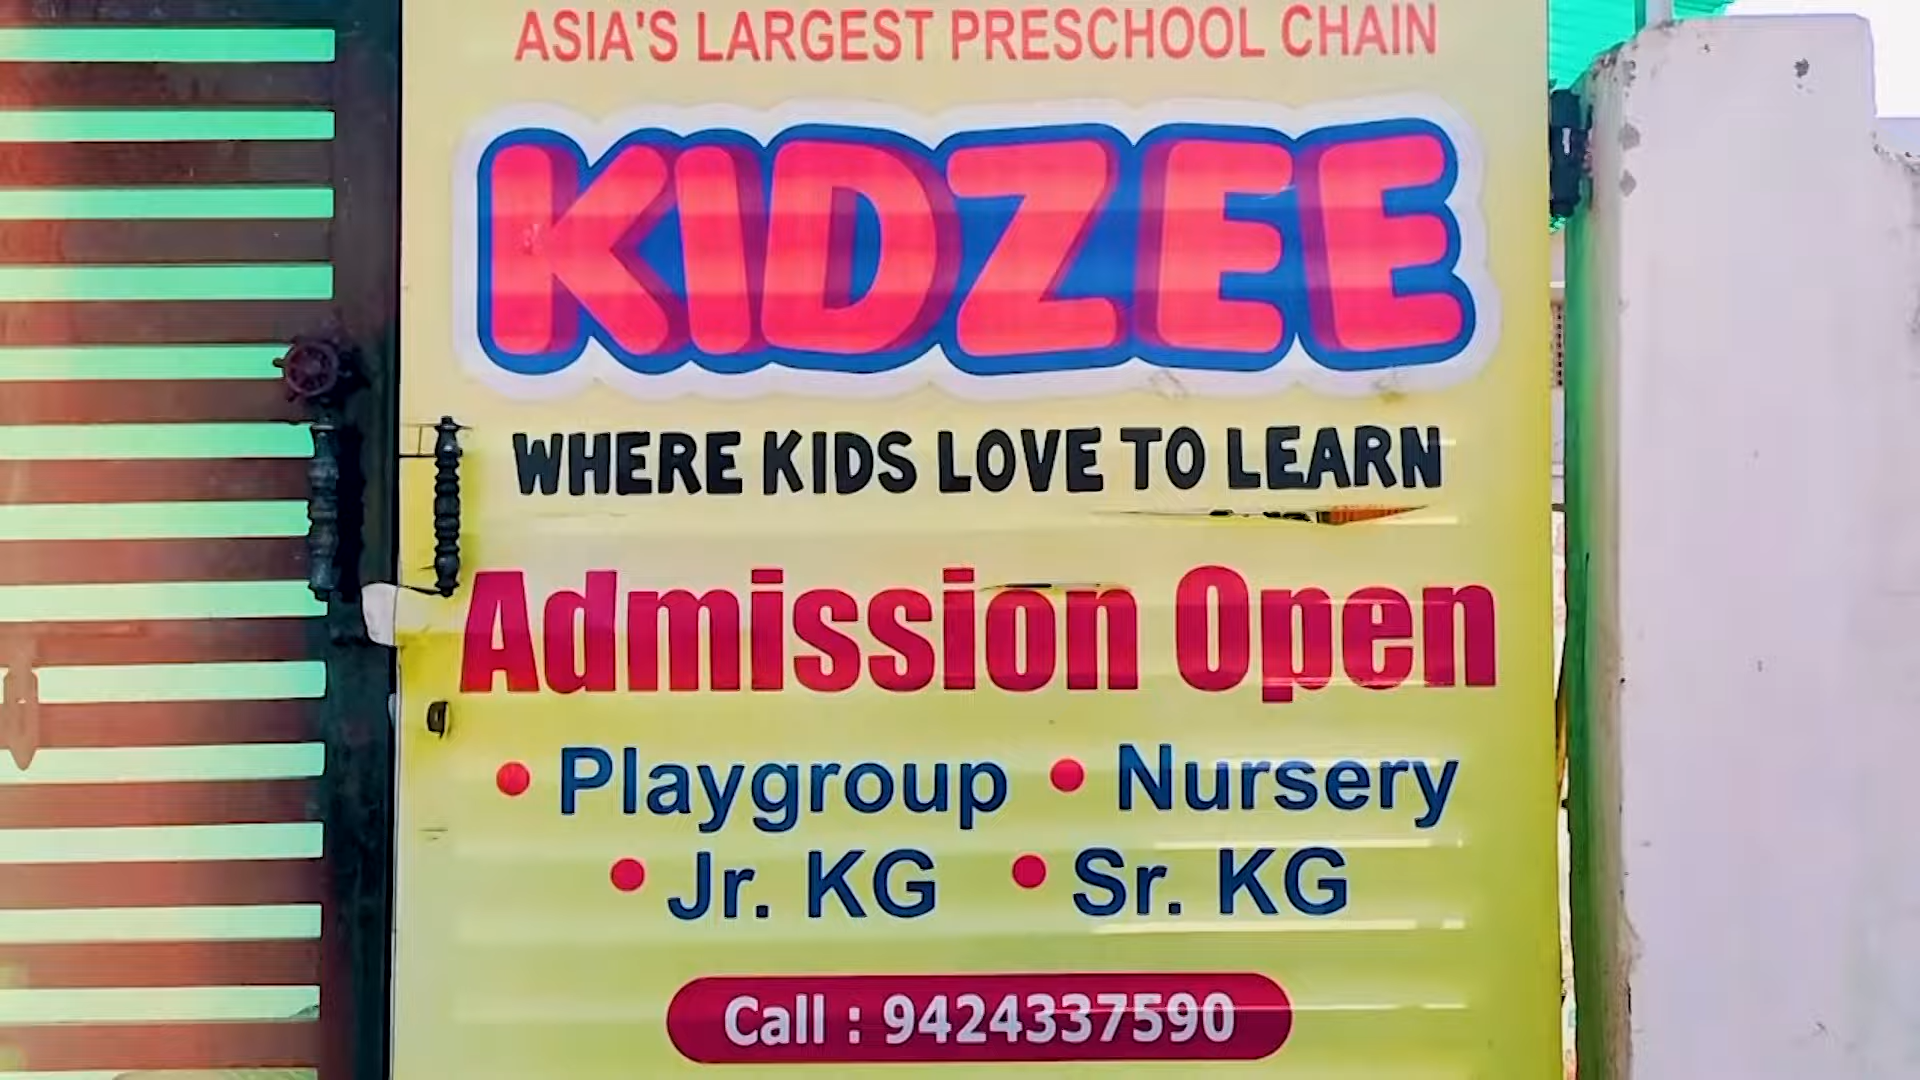 ASIA'S LARGEST PRESCHOOL CHAIN
KIDZEE
WHERE KIDS LOVE TO LEARN
Admission Open
• Playgroup • Nursery
• Jr. KG • Sr. KG
Call : 9424337590